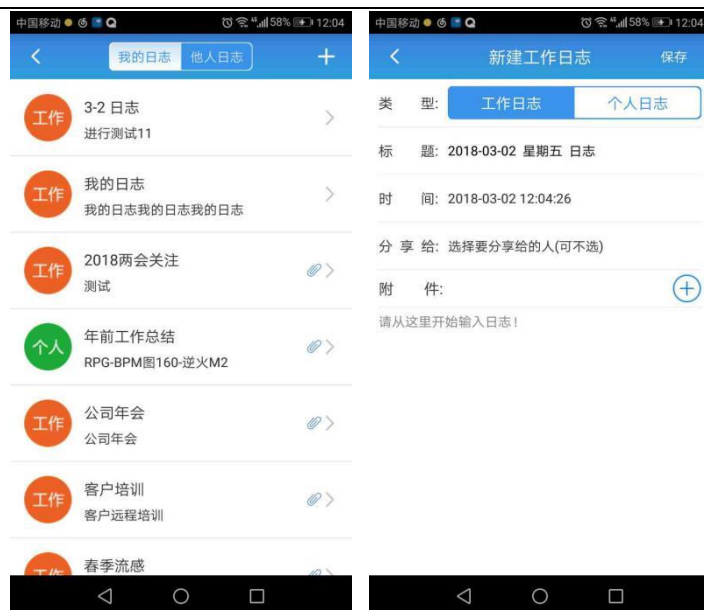 中国移动 58% 12:04
我的日志 他人日志
工作 3-2 日志
进行测试11
工作 我的日志
我的日志我的日志我的日志
工作 2018两会关注
测试
个人 年前工作总结
RPG-BPM图160-逆火M2
工作 公司年会
公司年会
工作 客户培训
客户远程培训
工作 春季流感
中国移动 58% 12:04
新建工作日志 保存
类 型: 工作日志 个人日志
标 题: 2018-03-02 星期五 日志
时 间: 2018-03-02 12:04:26
分 享 给: 选择要分享给的人(可不选)
附 件:
请从这里开始输入日志!